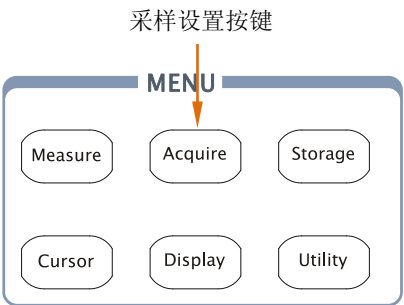 采样设置按键
MENU
Measure Acquire Storage
Cursor Display Utility